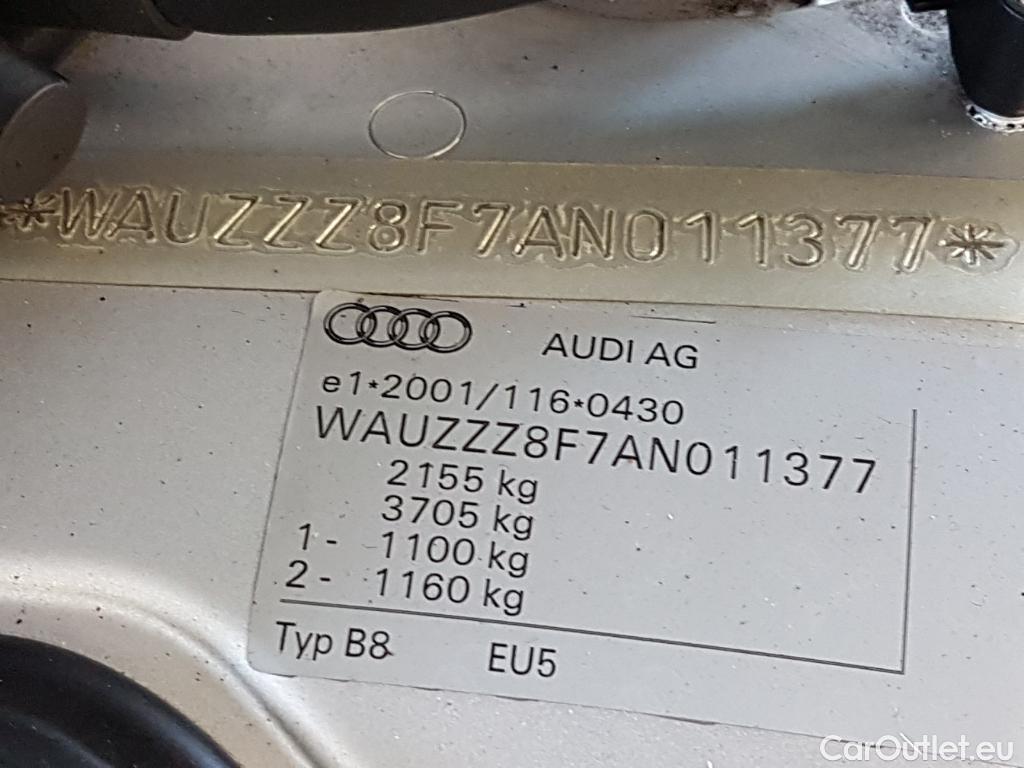 *WAUZZZ8F7AN011377*
AUDI AG
e1*2001/116*0430
WAUZZZ8F7AN011377
2155 kg
3705 kg
1- 1100 kg
2- 1160 kg
Typ B8 EU5
CarOutlet.eu